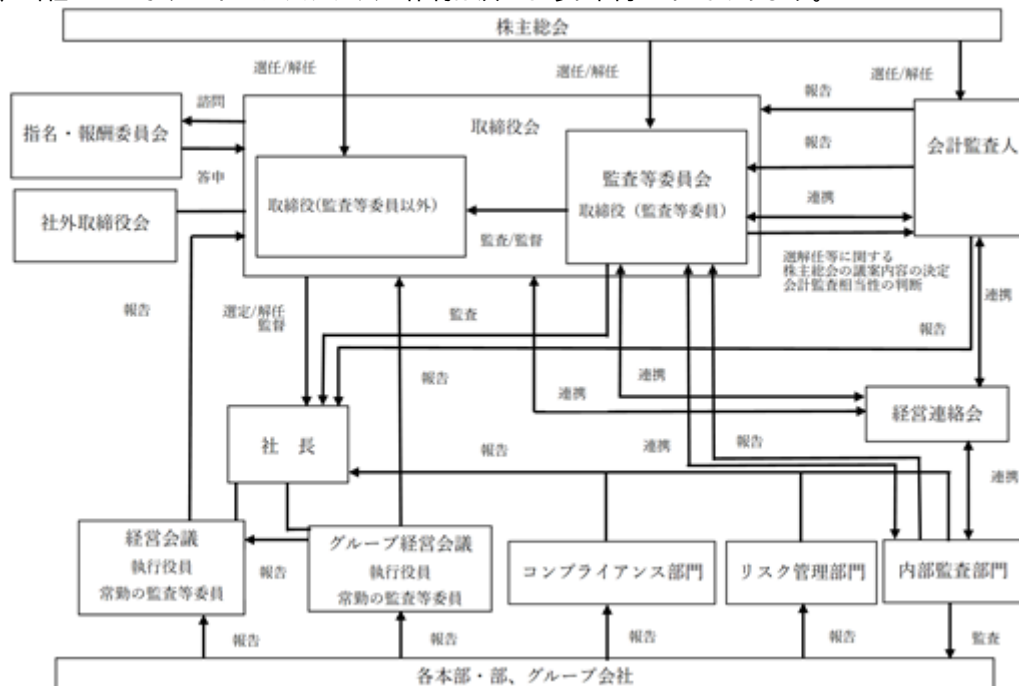 株主総会
選任/解任
選任/解任
選任/解任
諮問
指名・報酬委員会
答申
社外取締役会
取締役会
取締役(監査等委員以外)
監査/監督
監査等委員会
取締役（監査等委員）
報告
報告
連携
会計監査人
選解任等に関する
株主総会の議案内容の決定
会計監査相当性の判断
報告
選定/解任
監督
監査
報告
連携
報告
連携
連携
経営連絡会
社　長
報告
連携
報告
連携
経営会議
執行役員
常勤の監査等委員
報告
グループ経営会議
執行役員
常勤の監査等委員
コンプライアンス部門
リスク管理部門
内部監査部門
報告
報告
報告
報告
監査
各本部・部、グループ会社